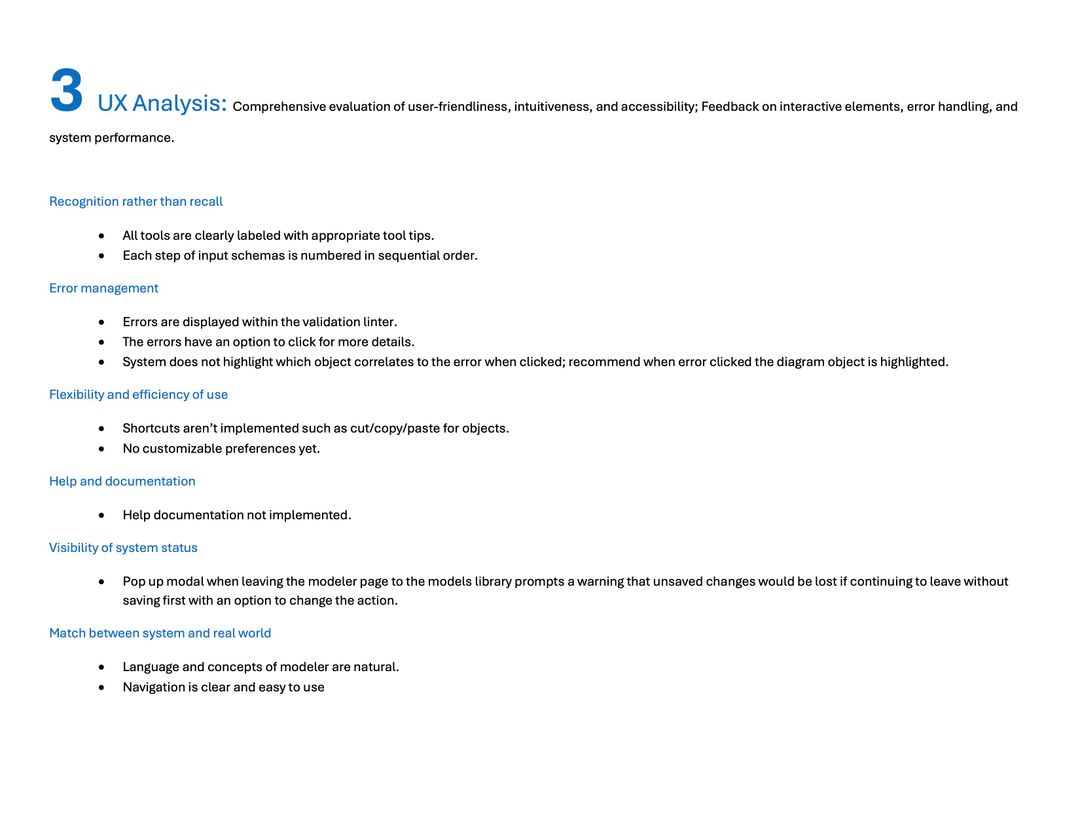 3 UX Analysis: Comprehensive evaluation of user-friendliness, intuitiveness, and accessibility; Feedback on interactive elements, error handling, and
system performance.
Recognition rather than recall
• All tools are clearly labeled with appropriate tool tips.
• Each step of input schemas is numbered in sequential order.
Error management
• Errors are displayed within the validation linter.
• The errors have an option to click for more details.
• System does not highlight which object correlates to the error when clicked; recommend when error clicked the diagram object is highlighted.
Flexibility and efficiency of use
• Shortcuts aren’t implemented such as cut/copy/paste for objects.
• No customizable preferences yet.
Help and documentation
• Help documentation not implemented.
Visibility of system status
• Pop up modal when leaving the modeler page to the models library prompts a warning that unsaved changes would be lost if continuing to leave without
saving first with an option to change the action.
Match between system and real world
• Language and concepts of modeler are natural.
• Navigation is clear and easy to use